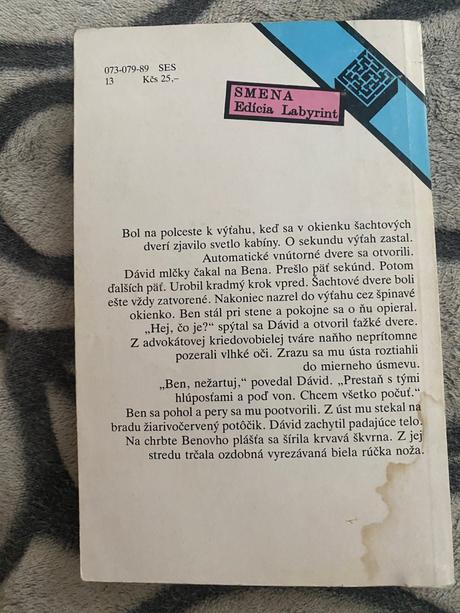 073-079-89 SES
13 Kčs 25,–
SMENA
Edícia Labyrint
Bol na polceste k výťahu, keď sa v okienku šachtových
dverí zjavilo svetlo kabíny. O sekundu výťah zastal.
Automatické vnútorné dvere sa otvorili.
Dávid mlčky čakal na Bena. Prešlo päť sekúnd. Potom
ďalších päť. Urobil kradmý krok vpred. Šachtové dvere boli
ešte vždy zatvorené. Nakoniec nazrel do výťahu cez špinavé
okienko. Ben stál pri stene a pokojne sa o ňu opieral.
„Hej, čo je?“ spýtal sa Dávid a otvoril ťažké dvere.
Z advokátovej kriedovobielej tváre naňho neprítomne
pozerali vlhké oči. Zrazu sa mu ústa roztiahli
do mierneho úsmevu.
„Ben, nežartuj,“ povedal Dávid. „Prestaň s tými
hlúposťami a poď von. Chcem všetko počuť.“
Ben sa pohol a pery sa mu pootvorili. Z úst mu stekal na
bradu žiarivočervený potôčik. Dávid zachytil padajúce telo.
Na chrbte Benovho plášťa sa šírila krvavá škvrna. Z jej
stredu trčala ozdobná vyrezávaná biela rúčka noža.